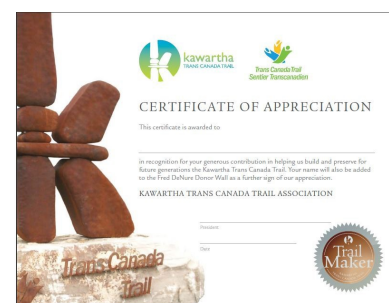 kawartha
TRANS CANADA TRAIL
Trans Canada Trail
Sentier Transcanadien
CERTIFICATE OF APPRECIATION
This certificate is awarded to
in recognition for your generous contribution in helping us build and preserve for
future generations the Kawartha Trans Canada Trail. Your name will also be added
to the Fred DeNure Donor Wall as a further sign of our appreciation.
KAWARTHA TRANS CANADA TRAIL ASSOCIATION
President
Date
Trans Canada
Trail
Trail
Maker